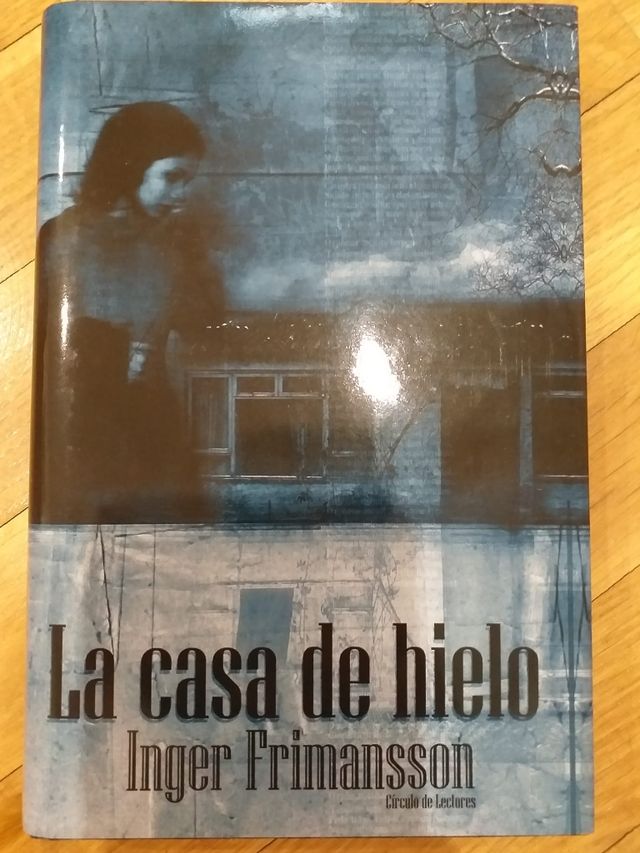 La casa de hielo
Inger Frimansson
Círculo de Lectores